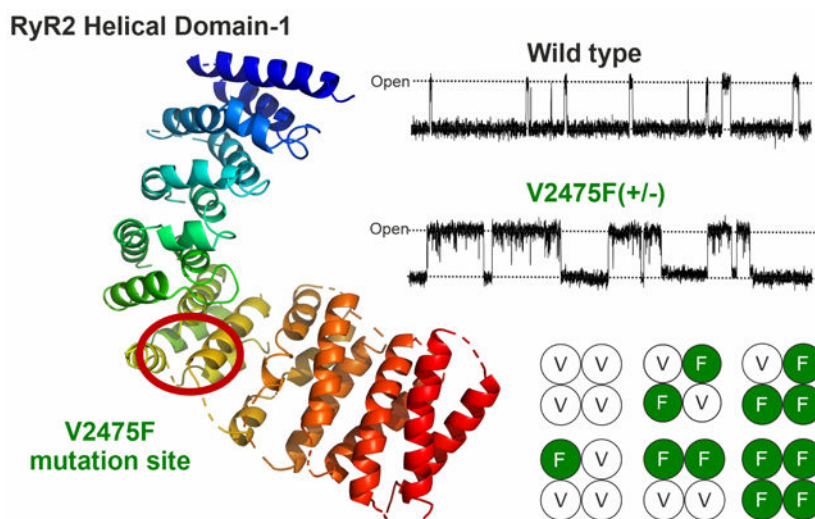 RyR2 Helical Domain-1
Wild type
Open
V2475F(+/-)
Open
V2475F
mutation site
V V V F V F
V V F V F F
F V F F F F
V V V V F F